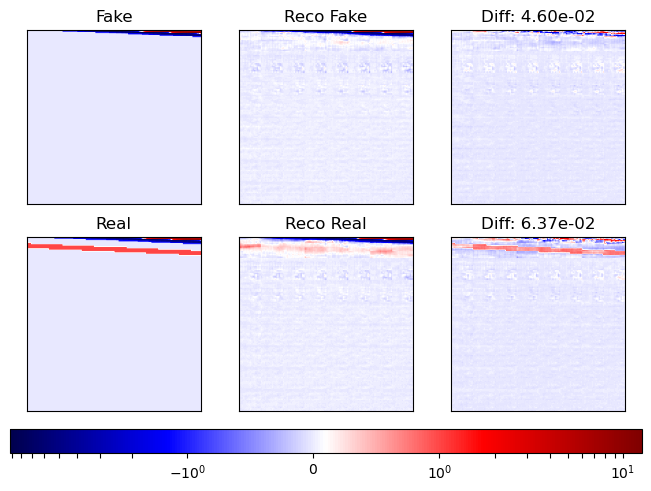 Fake Reco Fake Diff: 4.60e-02
Real Reco Real Diff: 6.37e-02
−10⁰ 0 10⁰ 10¹